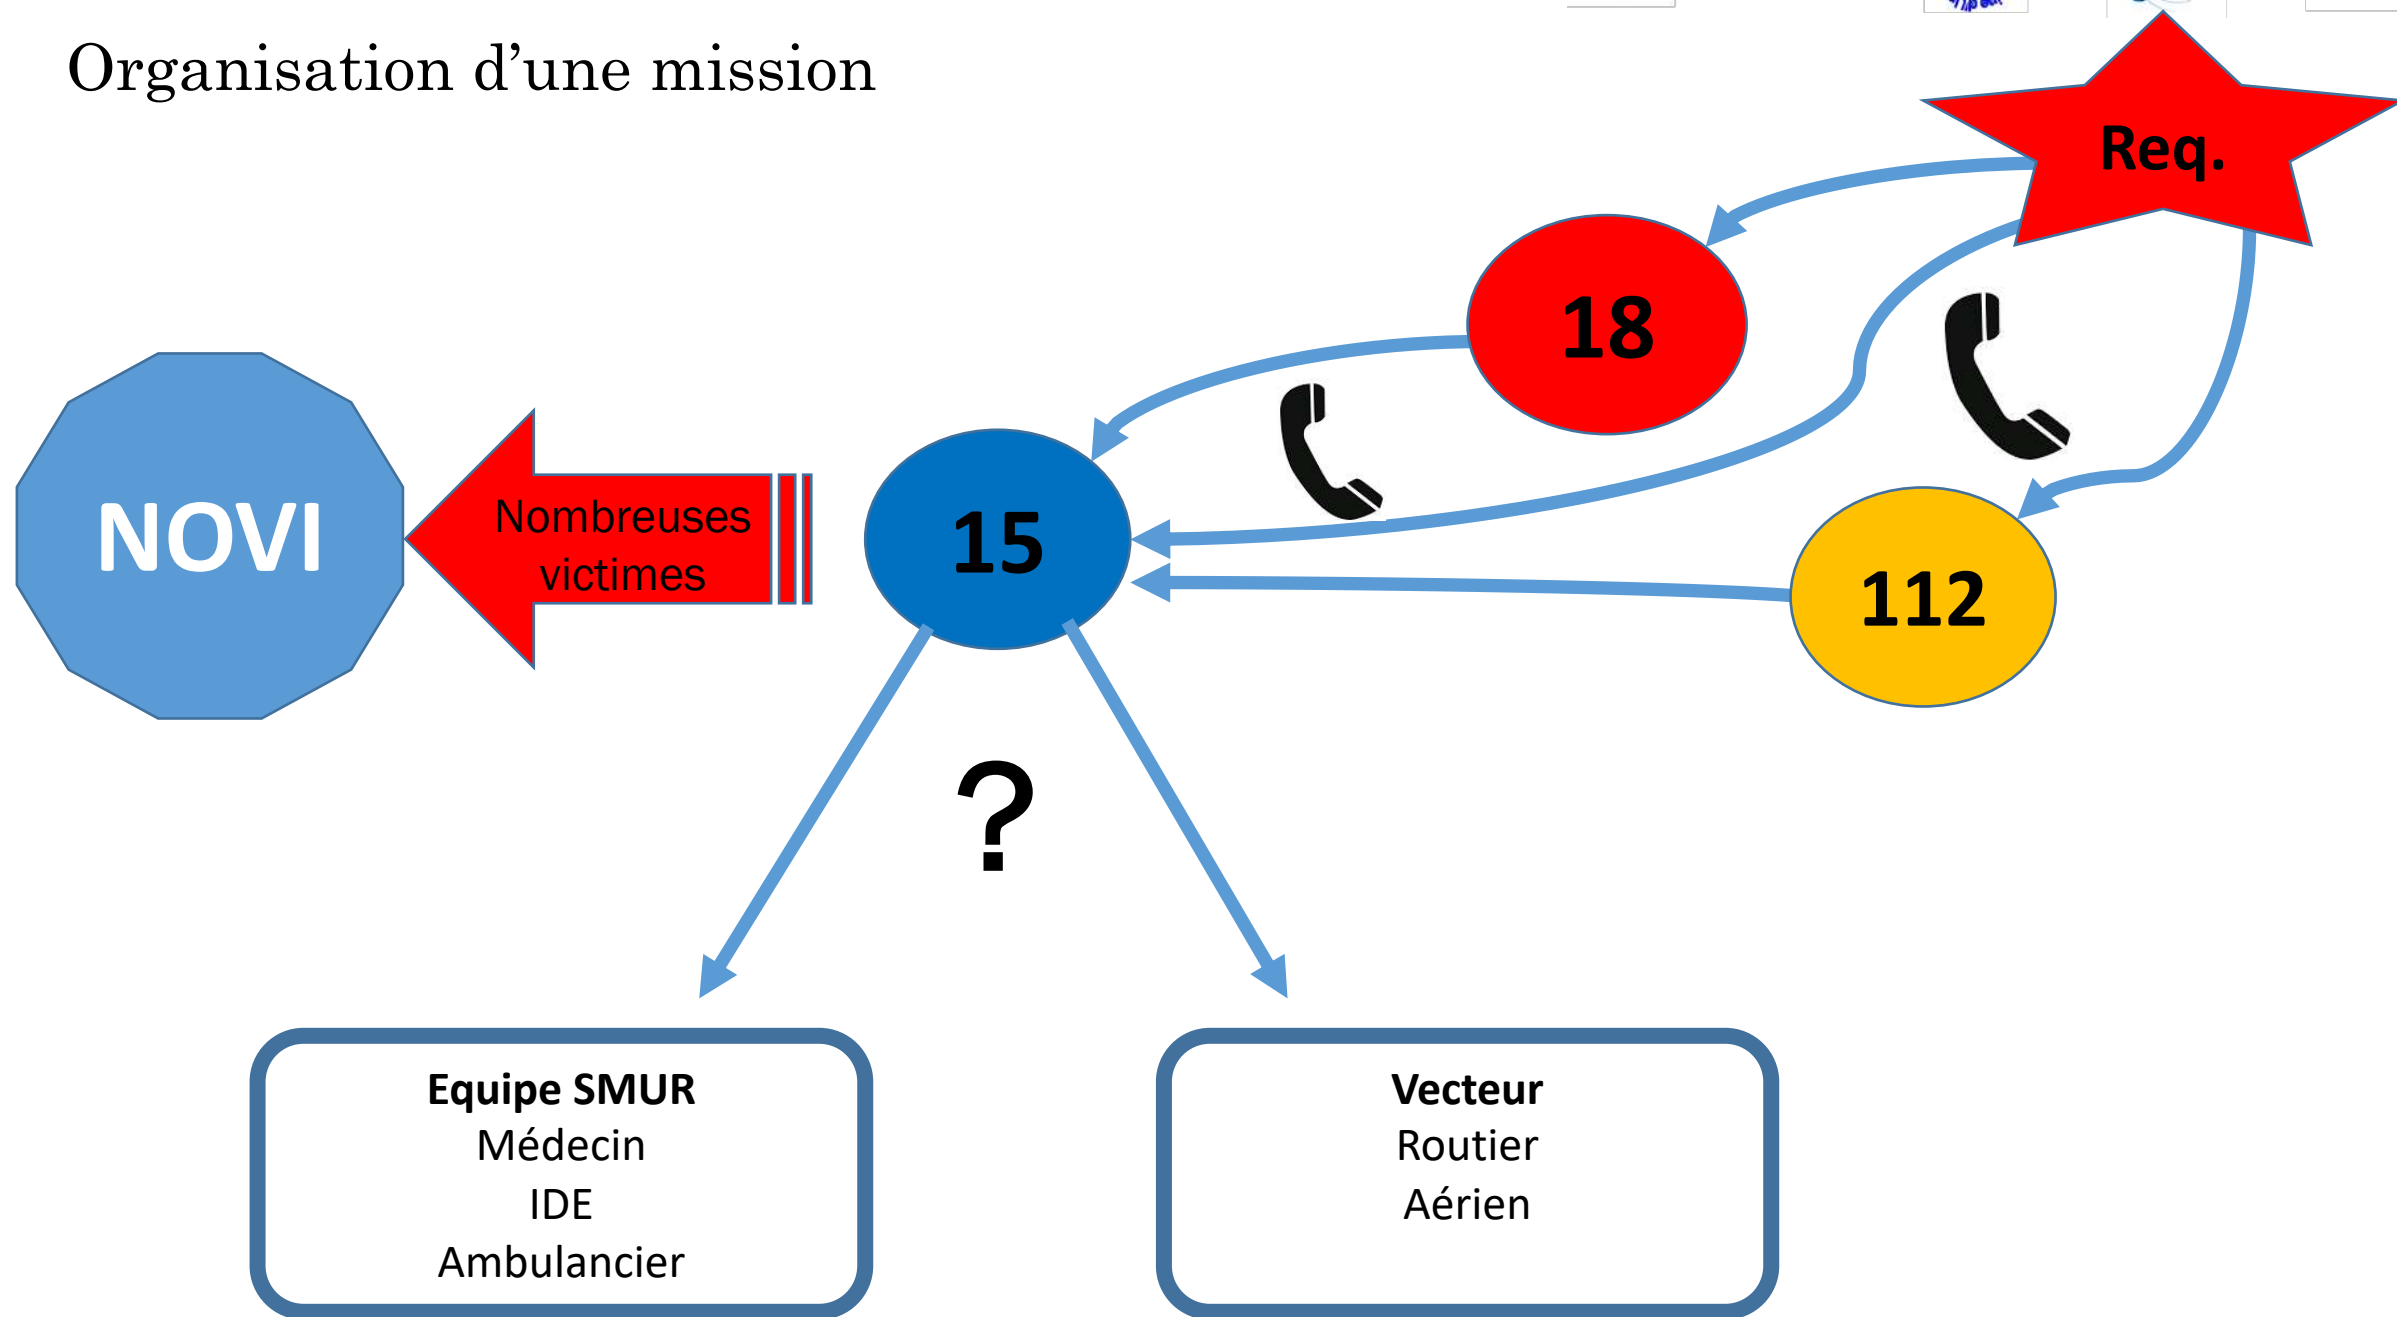 Organisation d’une mission
Req.
18
15
112
Nombreuses
victimes
NOVI
?
Equipe SMUR
Médecin
IDE
Ambulancier
Vecteur
Routier
Aérien